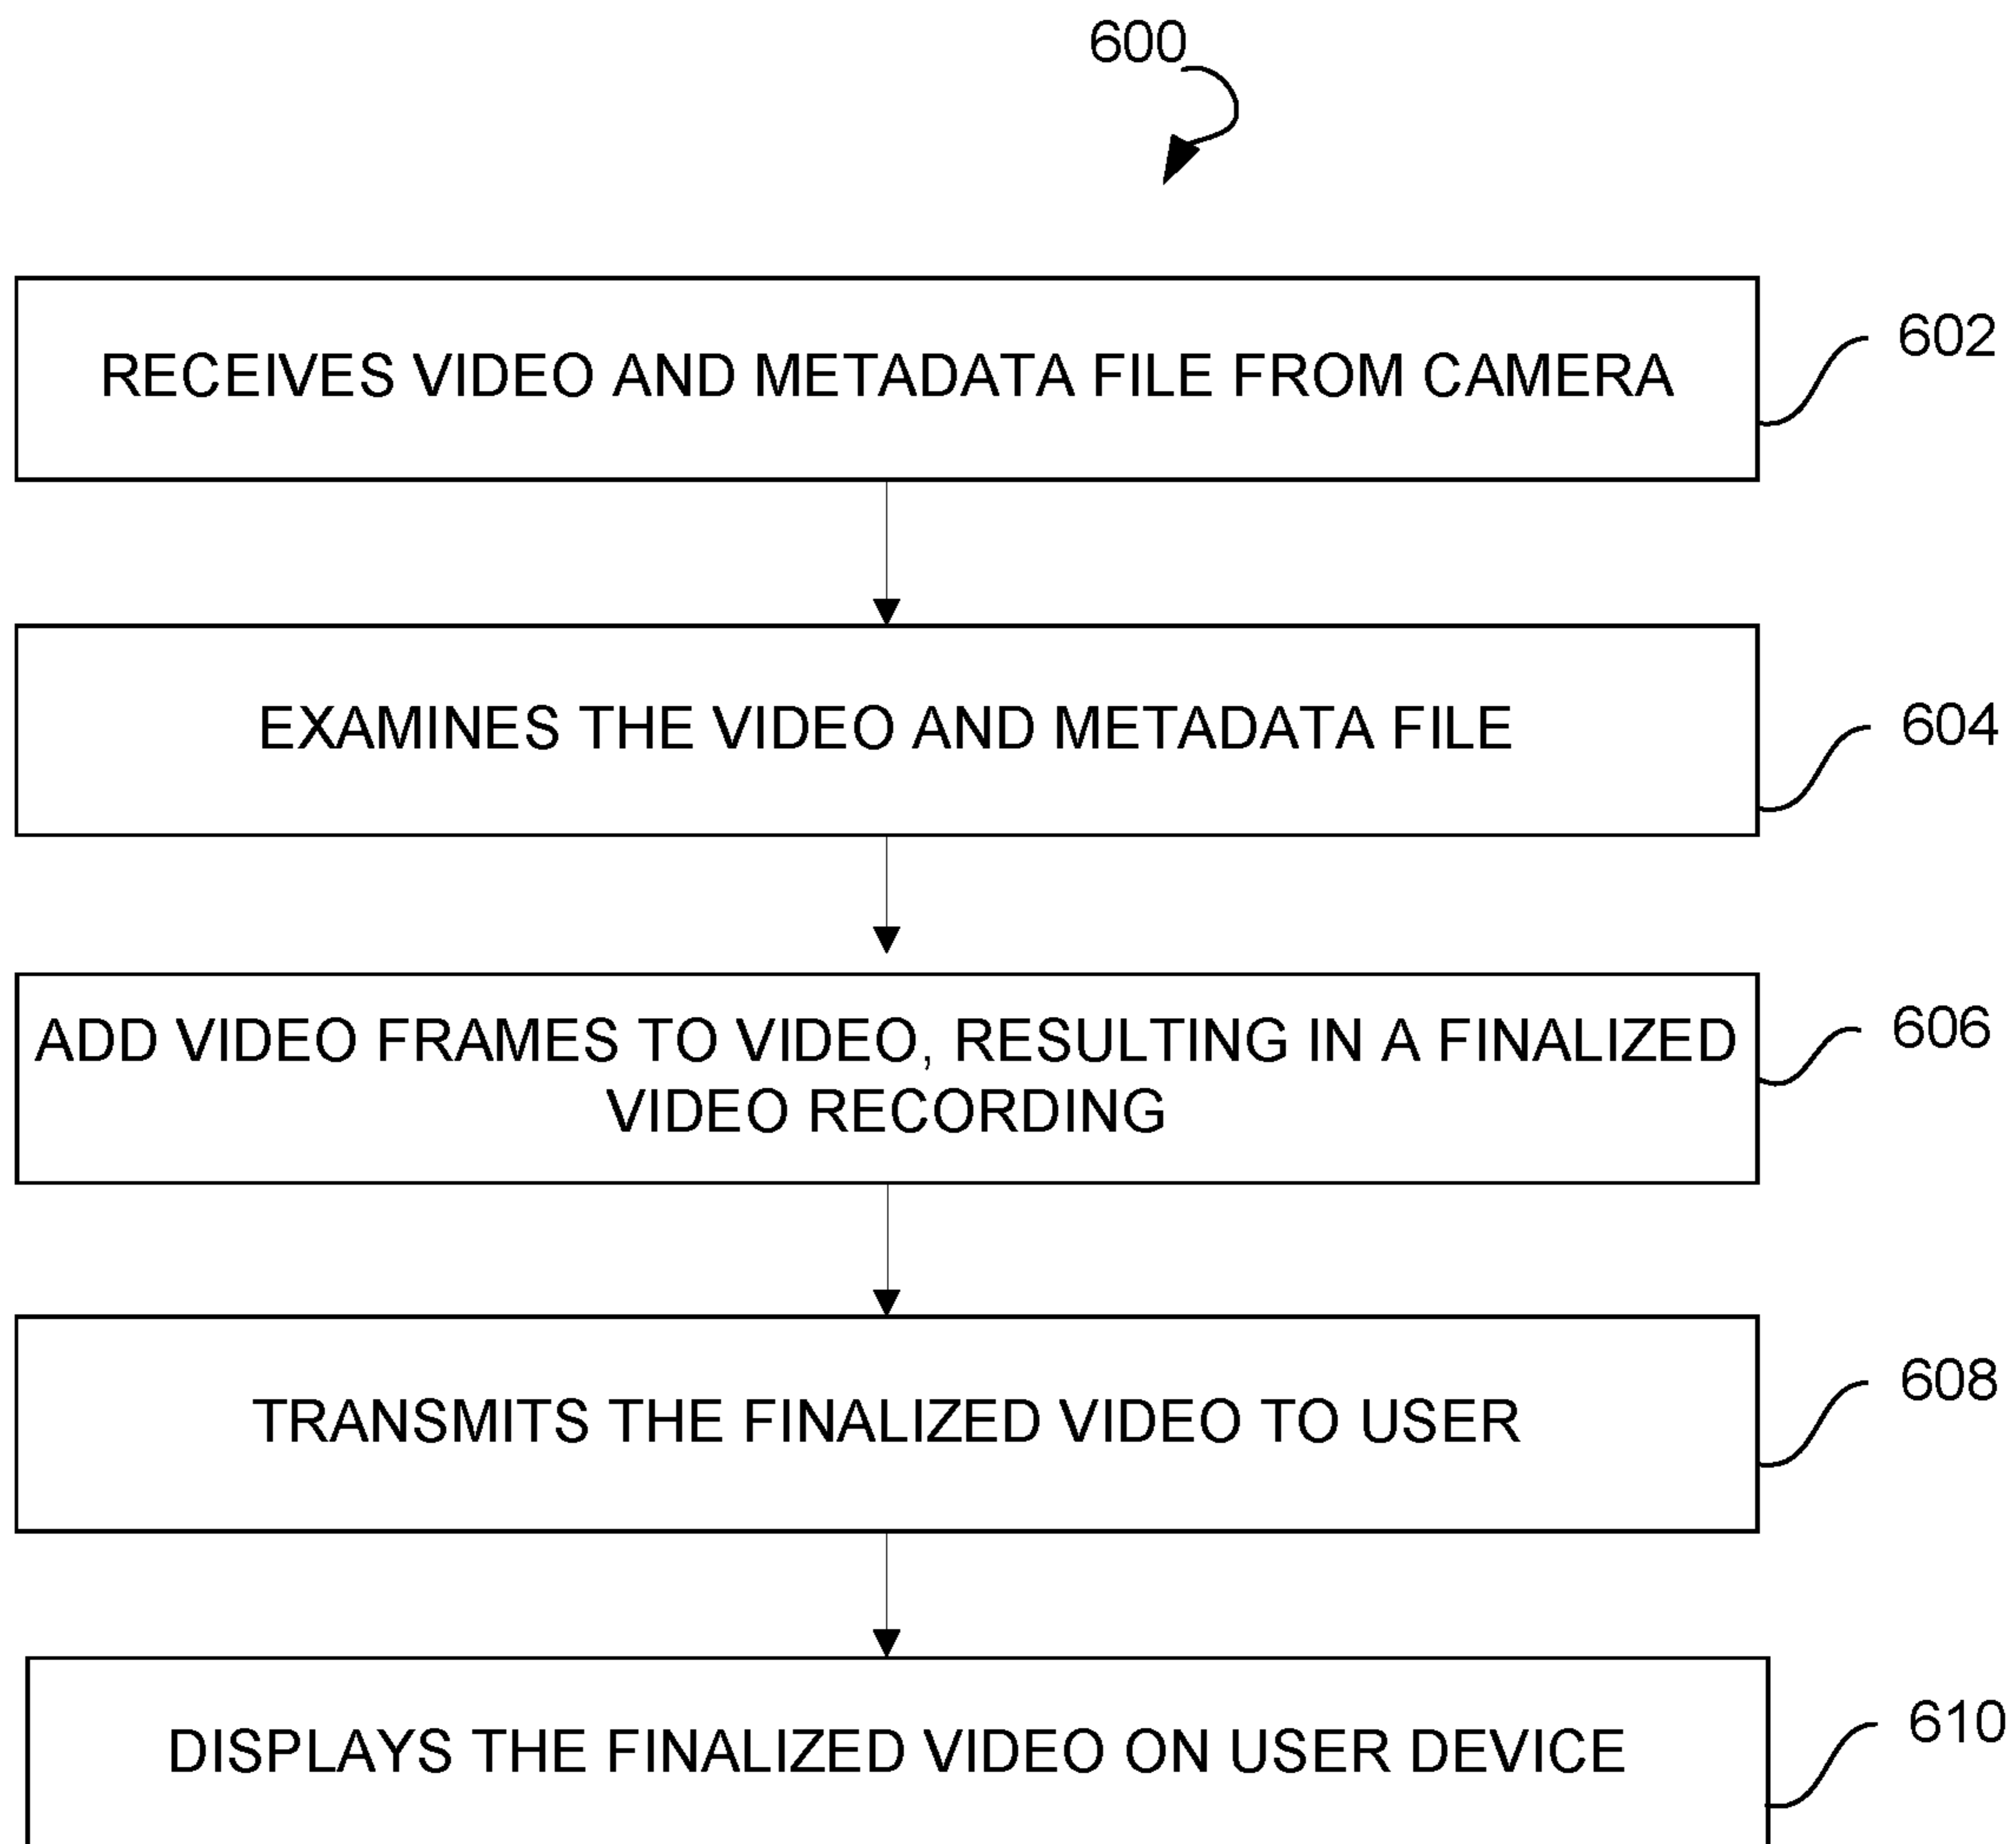 600
RECEIVES VIDEO AND METADATA FILE FROM CAMERA
602
EXAMINES THE VIDEO AND METADATA FILE
604
ADD VIDEO FRAMES TO VIDEO, RESULTING IN A FINALIZED
VIDEO RECORDING
606
TRANSMITS THE FINALIZED VIDEO TO USER
608
DISPLAYS THE FINALIZED VIDEO ON USER DEVICE
610